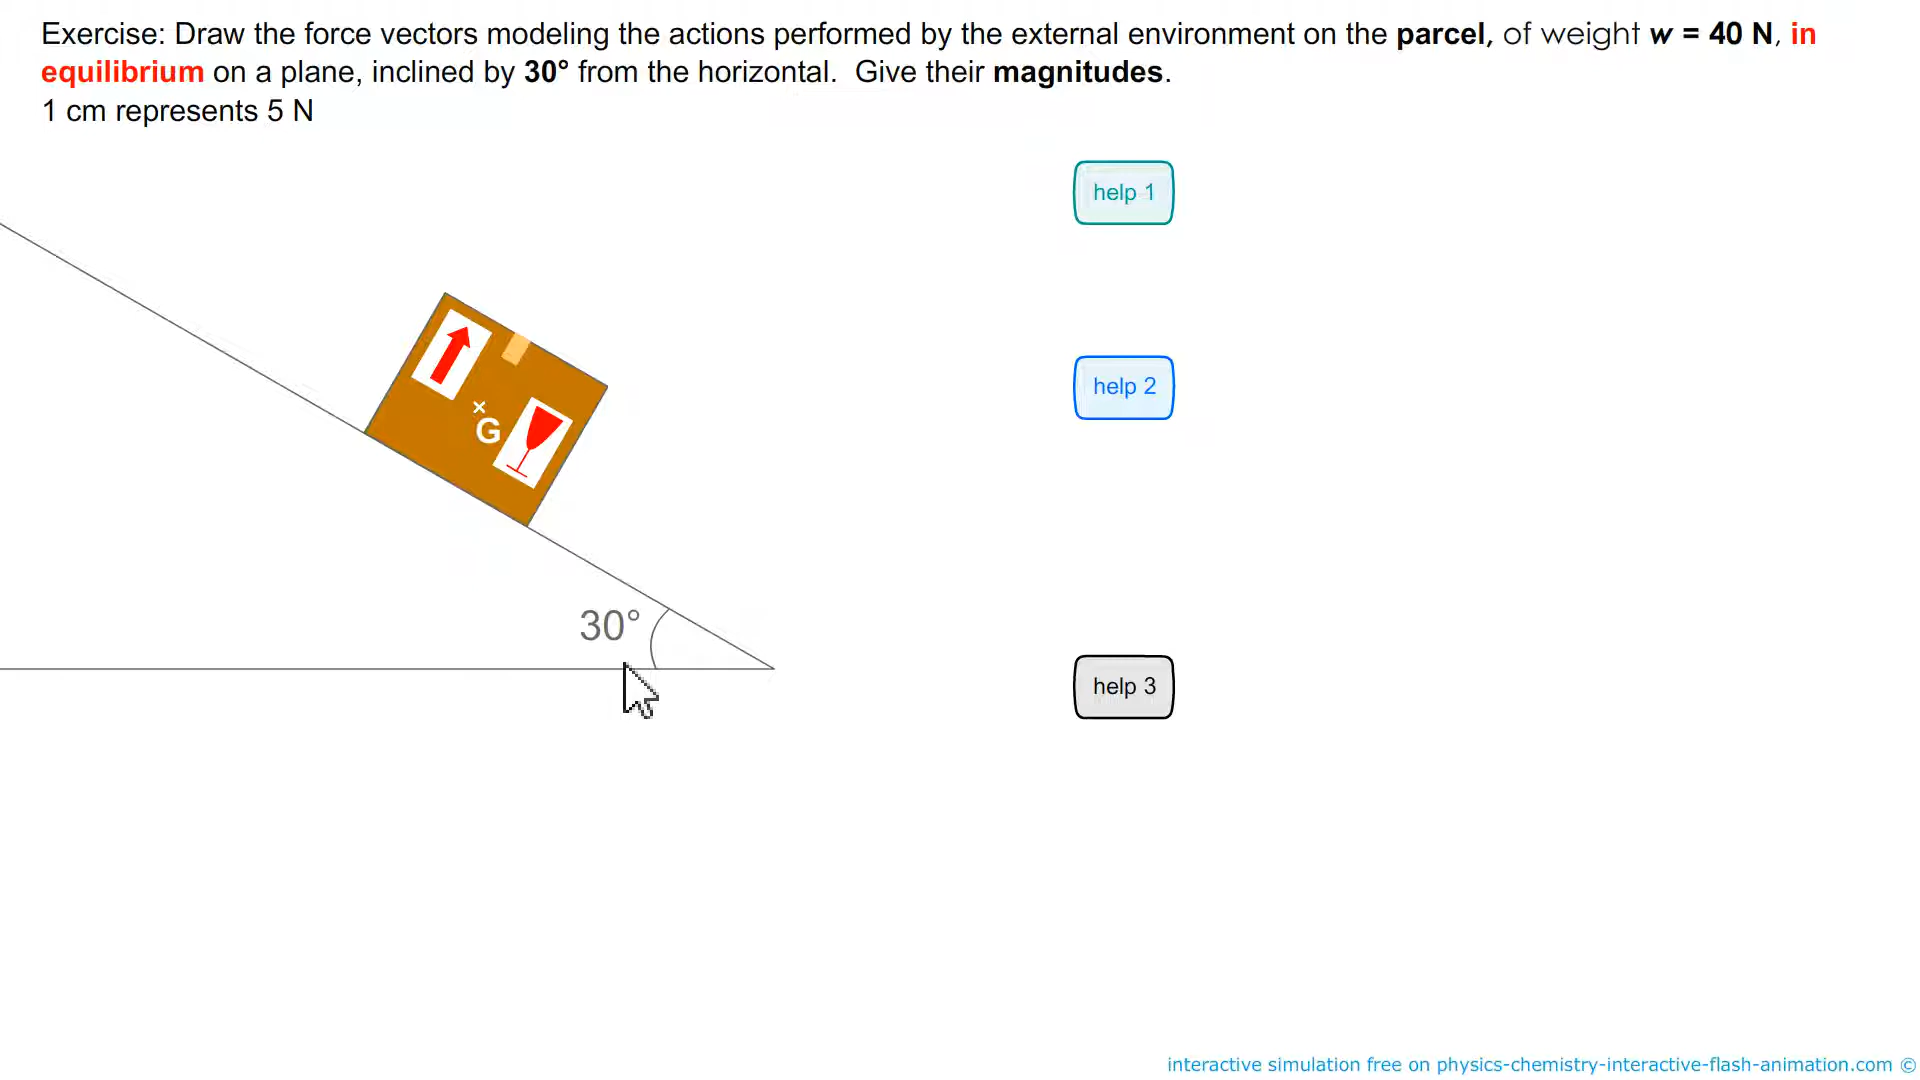 Exercise: Draw the force vectors modeling the actions performed by the external environment on the parcel, of weight w = 40 N, in
equilibrium on a plane, inclined by 30° from the horizontal. Give their magnitudes.
1 cm represents 5 N
help 1
help 2
G
30°
help 3
interactive simulation free on physics-chemistry-interactive-flash-animation.com ©